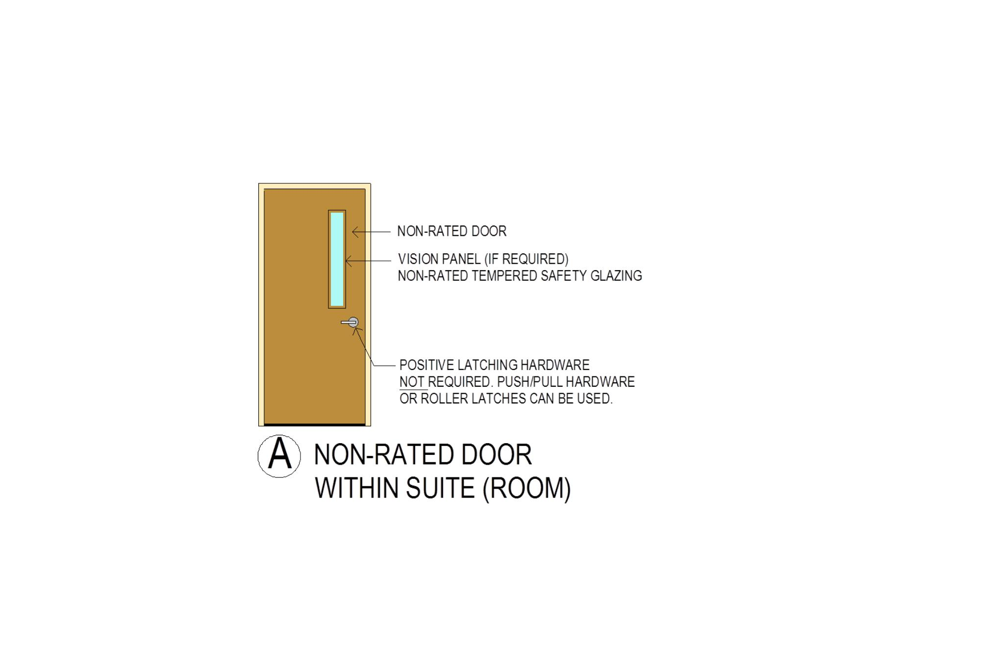 NON-RATED DOOR
VISION PANEL (IF REQUIRED)
NON-RATED TEMPERED SAFETY GLAZING
POSITIVE LATCHING HARDWARE
NOT REQUIRED. PUSH/PULL HARDWARE
OR ROLLER LATCHES CAN BE USED.
A
NON-RATED DOOR
WITHIN SUITE (ROOM)